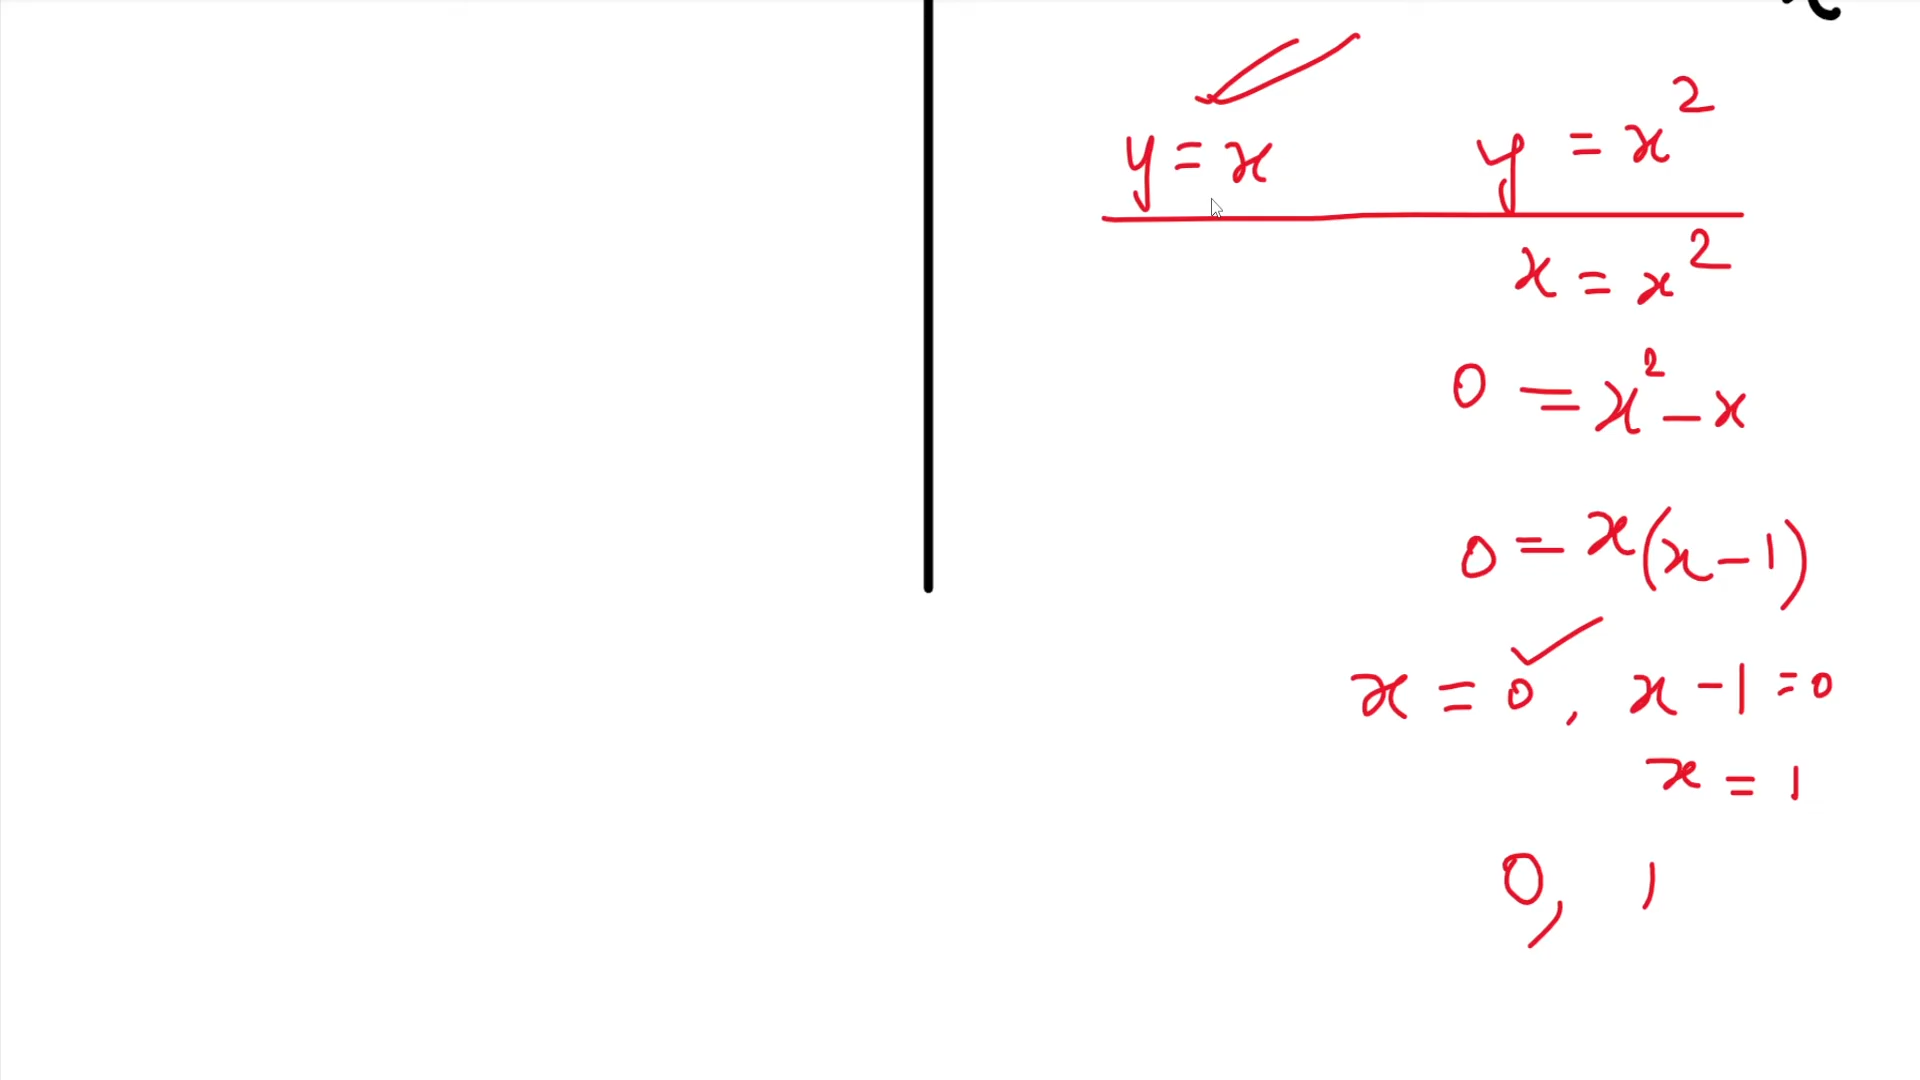 y = x y = x²
x = x²
0 = x² - x
0 = x(x - 1)
x = 0, x - 1 = 0
x = 1
0, 1